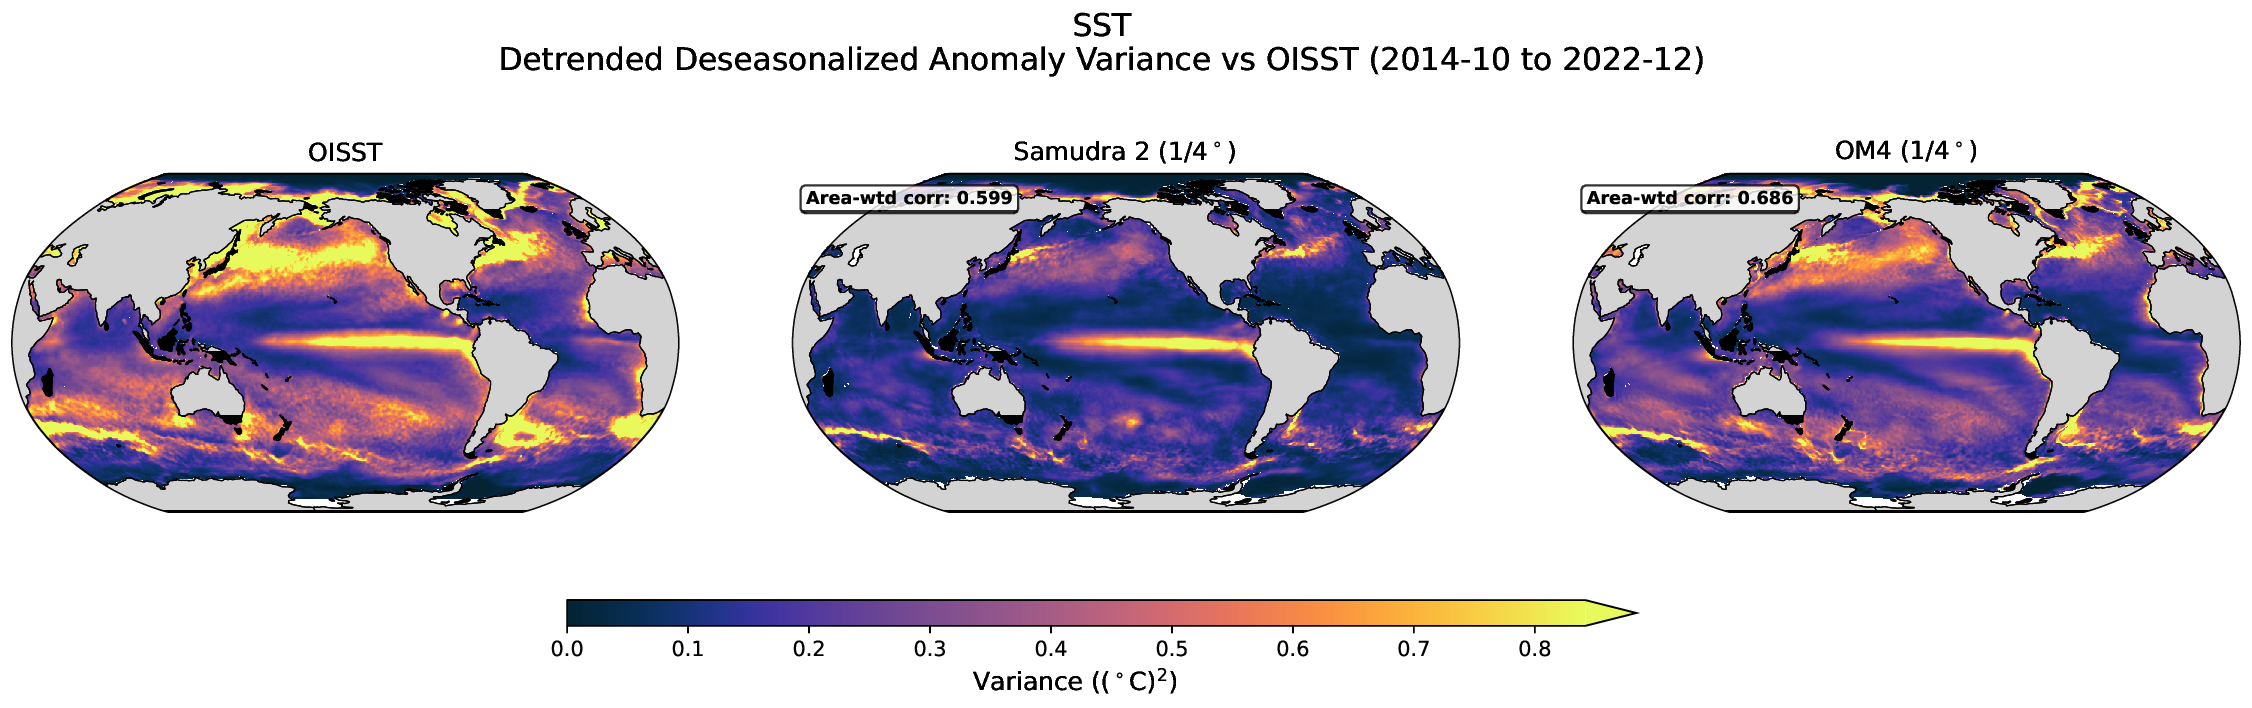 SST
Detrended Deseasonalized Anomaly Variance vs OISST (2014-10 to 2022-12)
OISST
Samudra 2 (1/4°)
OM4 (1/4°)
Area-wtd corr: 0.599
Area-wtd corr: 0.686
0.0 0.1 0.2 0.3 0.4 0.5 0.6 0.7 0.8
Variance ((°C)²)